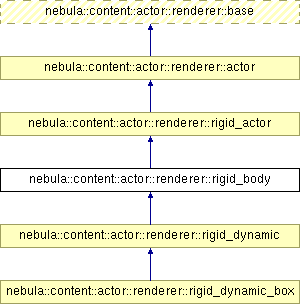 nebula::content::actor::renderer::base
nebula::content::actor::renderer::actor
nebula::content::actor::renderer::rigid_actor
nebula::content::actor::renderer::rigid_body
nebula::content::actor::renderer::rigid_dynamic
nebula::content::actor::renderer::rigid_dynamic_box